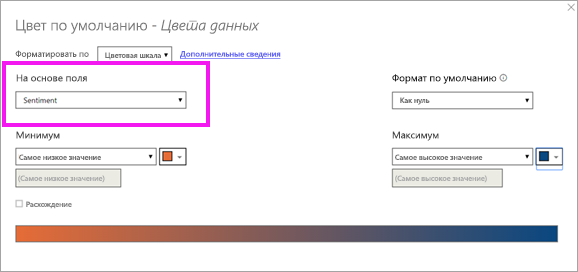 Цвет по умолчанию - Цвета данных
Форматировать по Цветовая шкала Дополнительные сведения
На основе поля Формат по умолчанию
Sentiment Как нуль
Минимум Максимум
Самое низкое значение Самое высокое значение
(Самое низкое значение) (Самое высокое значение)
Расхождение